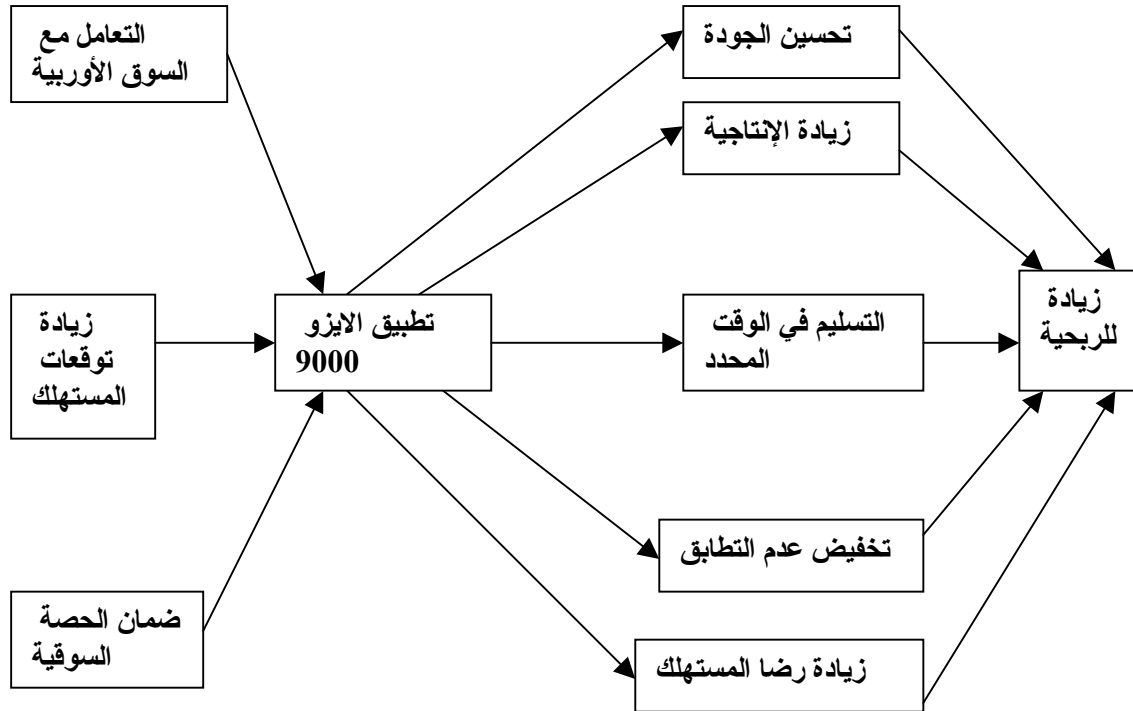 التعامل مع
السوق الأوربية
زيادة
توقعات
المستهلك
ضمان الحصة
السوقية
تطبيق الايزو
9000
تحسين الجودة
زيادة الإنتاجية
التسليم في الوقت
المحدد
تخفيض عدم التطابق
زيادة رضا المستهلك
زيادة
للربحية